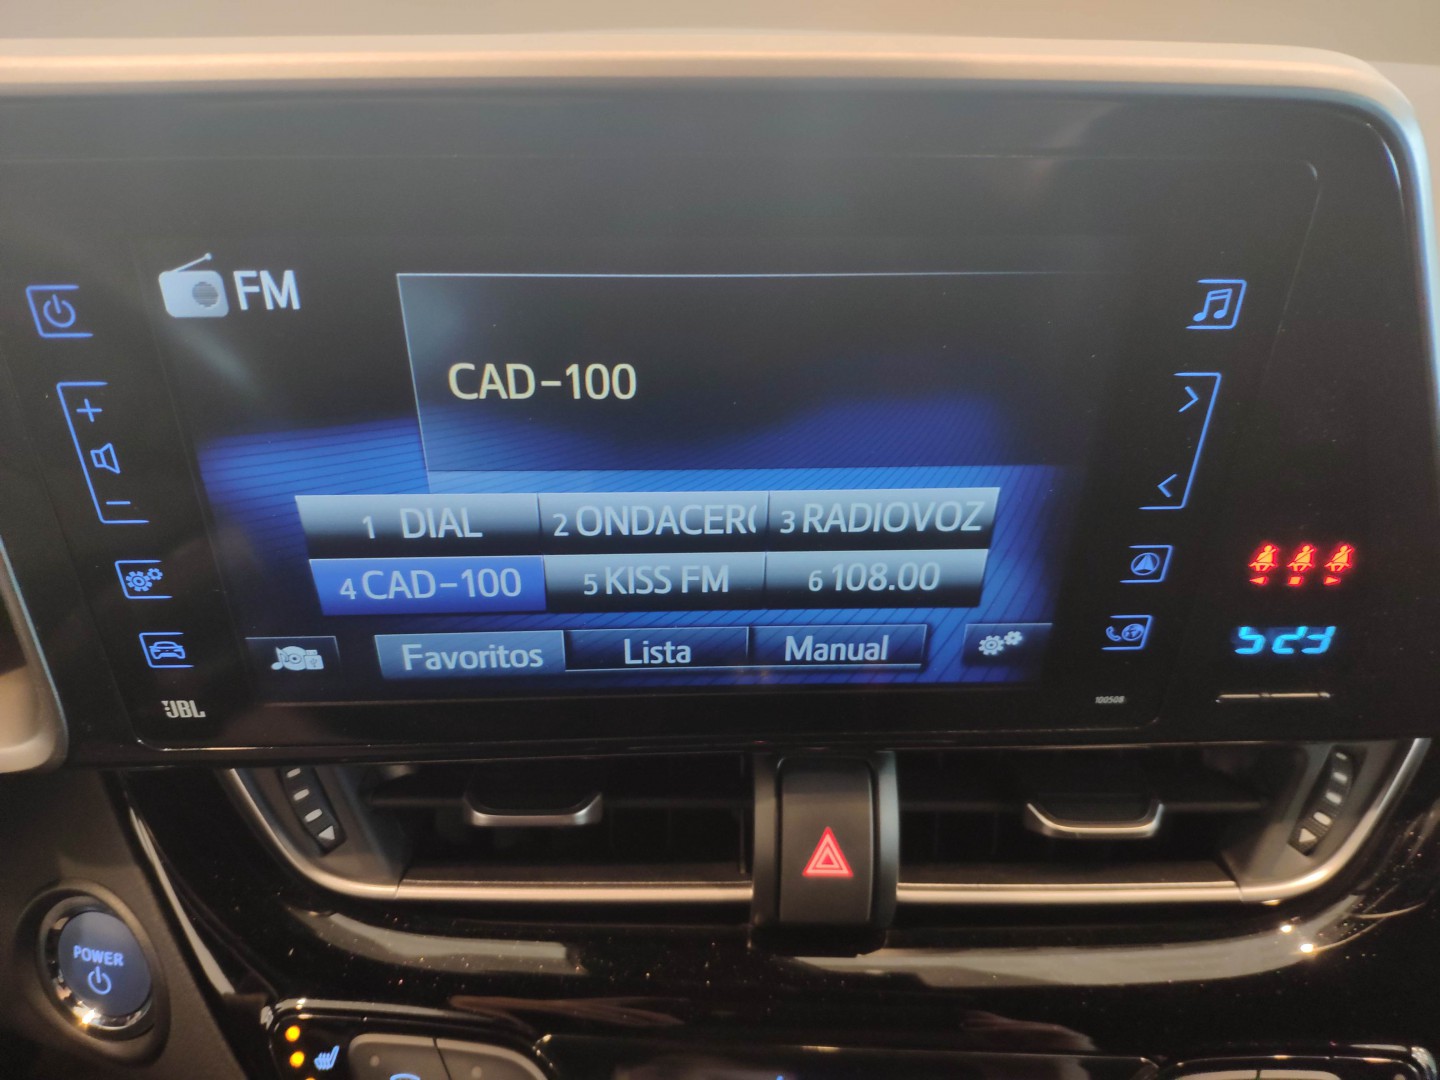 FM
CAD-100
1 DIAL
2 ONDACER
3 RADIOVOZ
4 CAD-100
5 KISS FM
6 108.00
Favoritos
Lista
Manual
JBL
100508
POWER